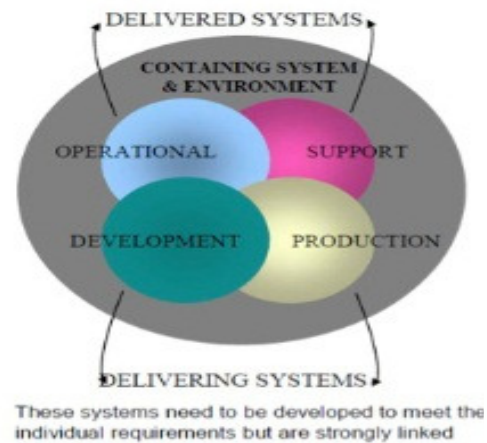 DELIVERED SYSTEMS
CONTAINING SYSTEM
& ENVIRONMENT
OPERATIONAL SUPPORT
DEVELOPMENT PRODUCTION
DELIVERING SYSTEMS
These systems need to be developed to meet the
individual requirements but are strongly linked